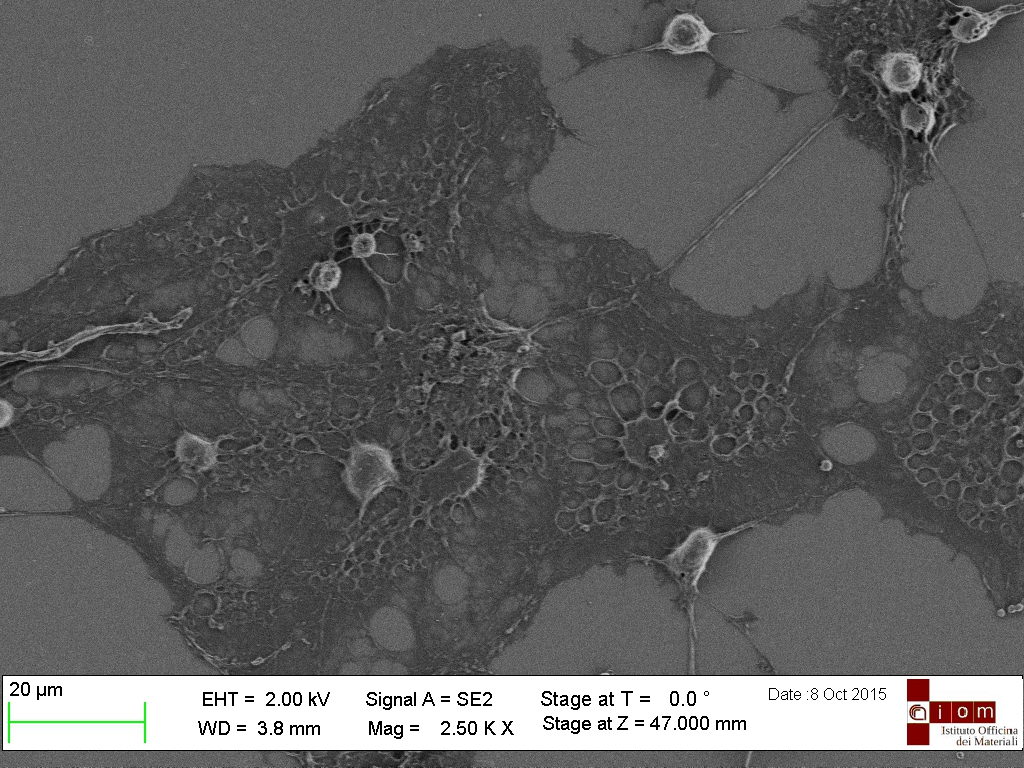 20 µm
EHT = 2.00 kV
Signal A = SE2
Stage at T = 0.0 °
Date :8 Oct 2015
WD = 3.8 mm
Mag = 2.50 K X
Stage at Z = 47.000 mm
iom
Istituto Officina
dei Materiali